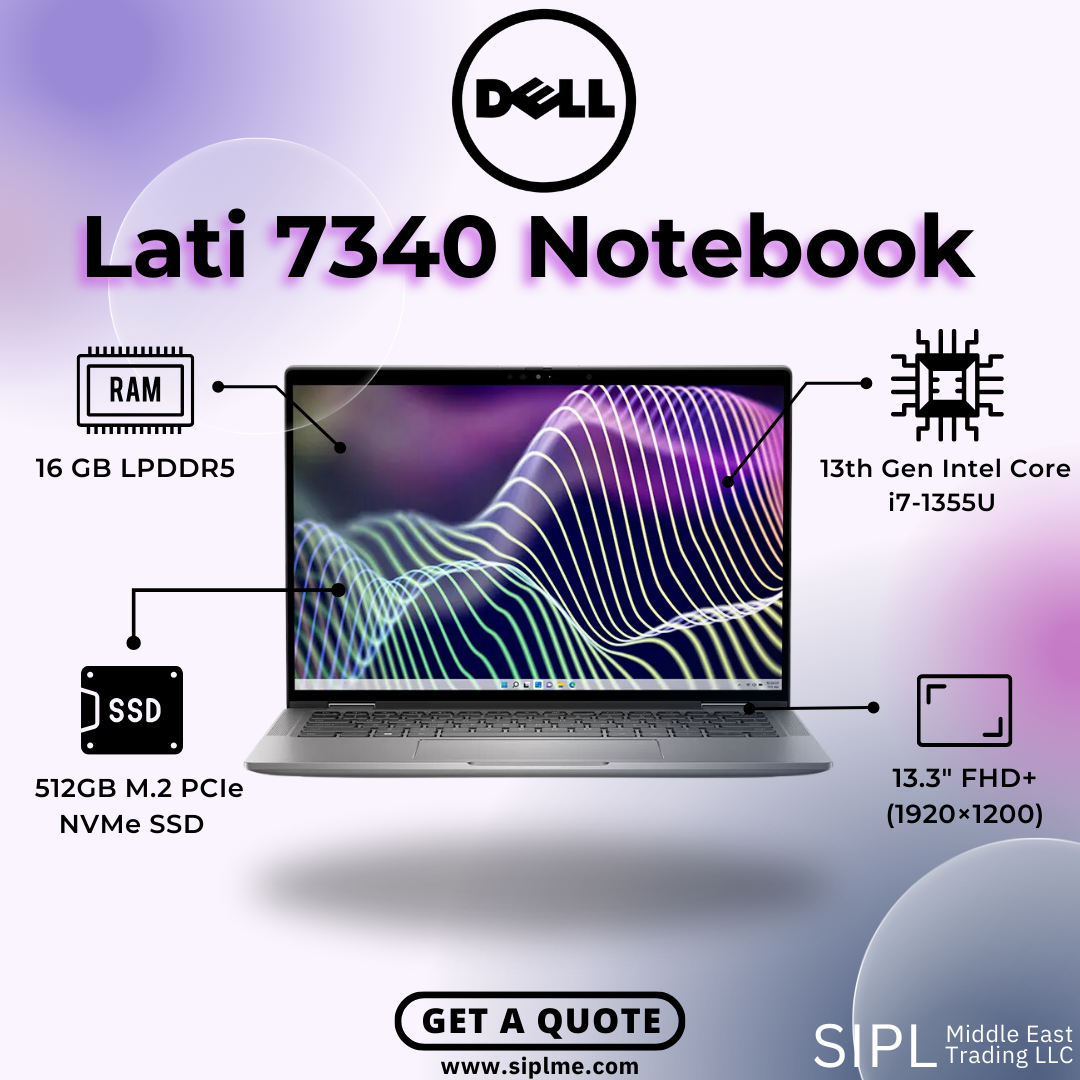 DELL
Lati 7340 Notebook
RAM
16 GB LPDDR5
13th Gen Intel Core
i7-1355U
SSD
512GB M.2 PCIe
NVMe SSD
13.3" FHD+
(1920×1200)
GET A QUOTE
www.siplme.com
SIPL
Middle East
Trading LLC